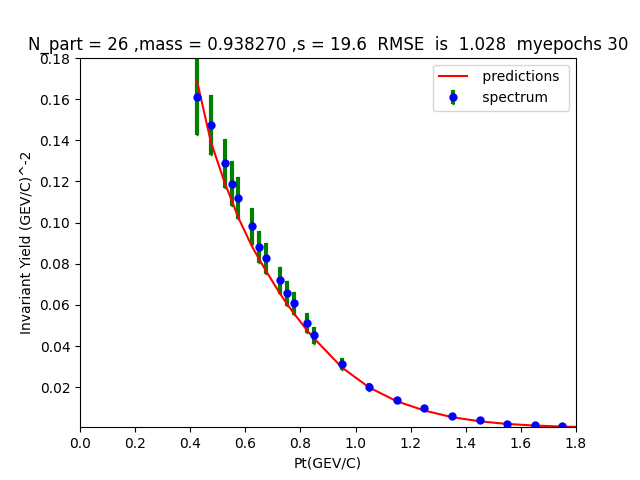 N_part = 26 ,mass = 0.938270 ,s = 19.6  RMSE  is  1.028  myepochs 30
predictions
spectrum
Invariant Yield (GEV/C)^-2
0.18
0.16
0.14
0.12
0.10
0.08
0.06
0.04
0.02
0.0 0.2 0.4 0.6 0.8 1.0 1.2 1.4 1.6 1.8
Pt(GEV/C)